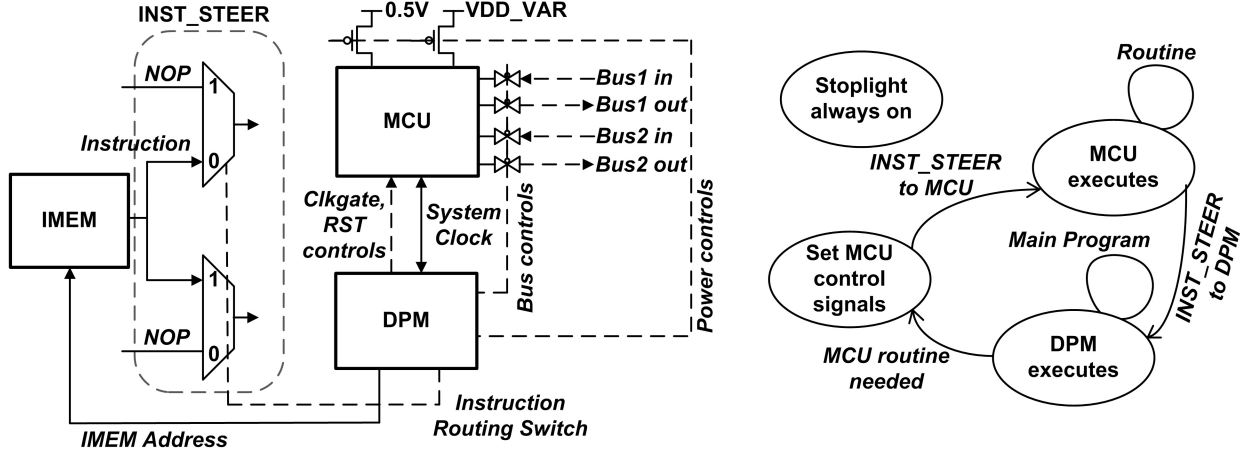 INST_STEER
0.5V
VDD_VAR
NOP
1
Instruction
0
IMEM
1
NOP
0
MCU
Bus1 in
Bus1 out
Bus2 in
Bus2 out
Clkgate,
RST
controls
System
Clock
Bus controls
Power controls
DPM
Instruction
Routing Switch
IMEM Address
Stoplight
always on
Routine
MCU
executes
INST_STEER
to MCU
Main Program
INST_STEER
to DPM
Set MCU
control
signals
DPM
executes
MCU routine
needed